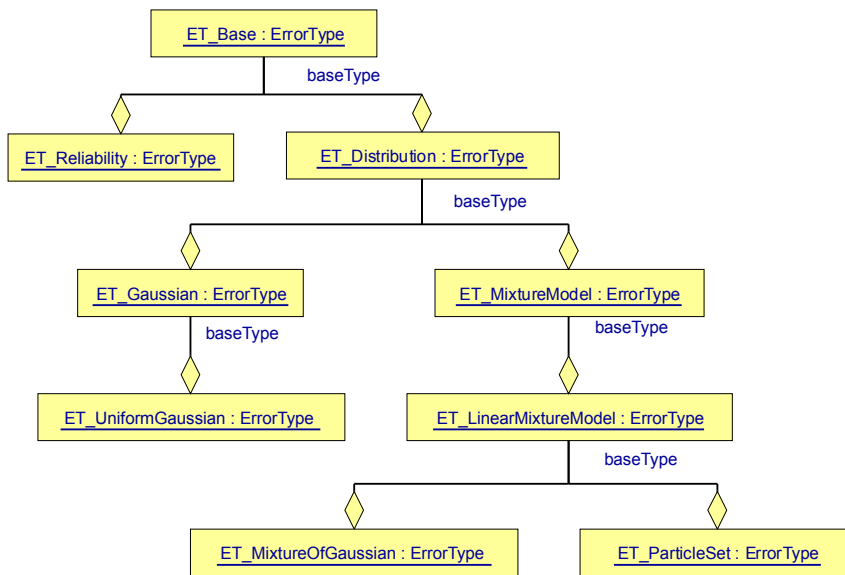 ET_Base : ErrorType
baseType
ET_Reliability : ErrorType
ET_Distribution : ErrorType
baseType
ET_Gaussian : ErrorType
ET_MixtureModel : ErrorType
baseType
baseType
ET_UniformGaussian : ErrorType
ET_LinearMixtureModel : ErrorType
baseType
ET_MixtureOfGaussian : ErrorType
ET_ParticleSet : ErrorType